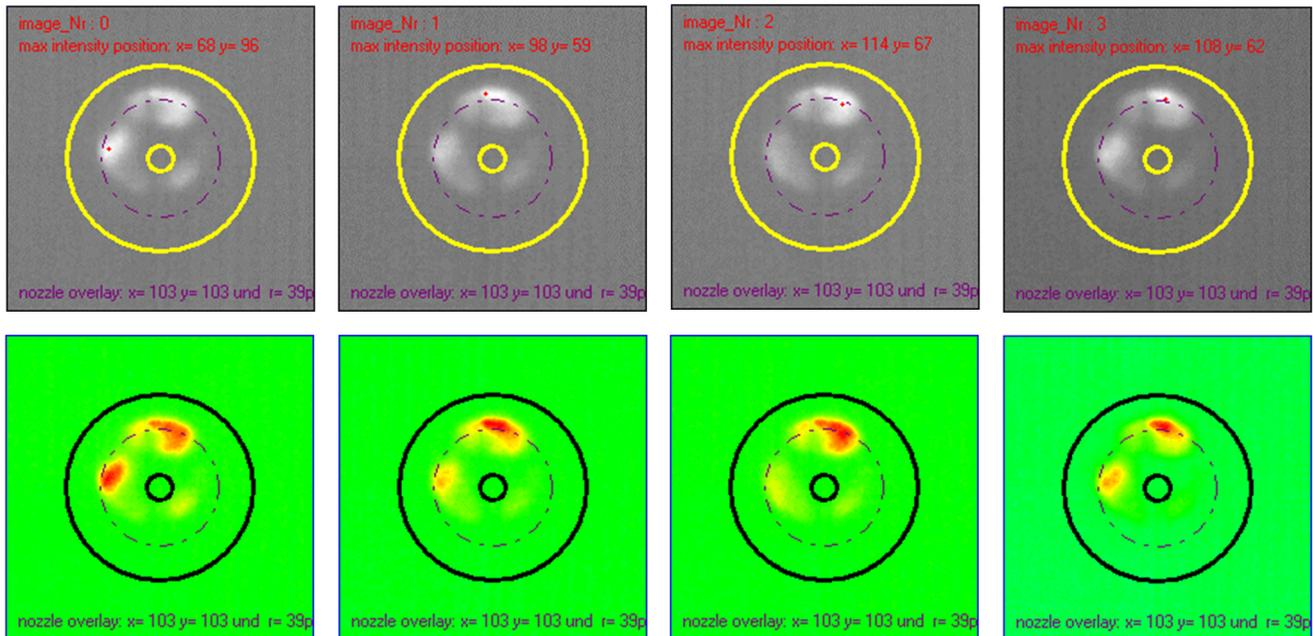 image_Nr : 0
max intensity position: x= 68 y= 96
nozzle overlay: x= 103 y= 103 und r= 39p
image_Nr : 1
max intensity position: x= 98 y= 59
nozzle overlay: x= 103 y= 103 und r= 39p
image_Nr : 2
max intensity position: x= 114 y= 67
nozzle overlay: x= 103 y= 103 und r= 39p
image_Nr : 3
max intensity position: x= 108 y= 62
nozzle overlay: x= 103 y= 103 und r= 39p
nozzle overlay: x= 103 y= 103 und r= 39p
nozzle overlay: x= 103 y= 103 und r= 39p
nozzle overlay: x= 103 y= 103 und r= 39p
nozzle overlay: x= 103 y= 103 und r= 39p